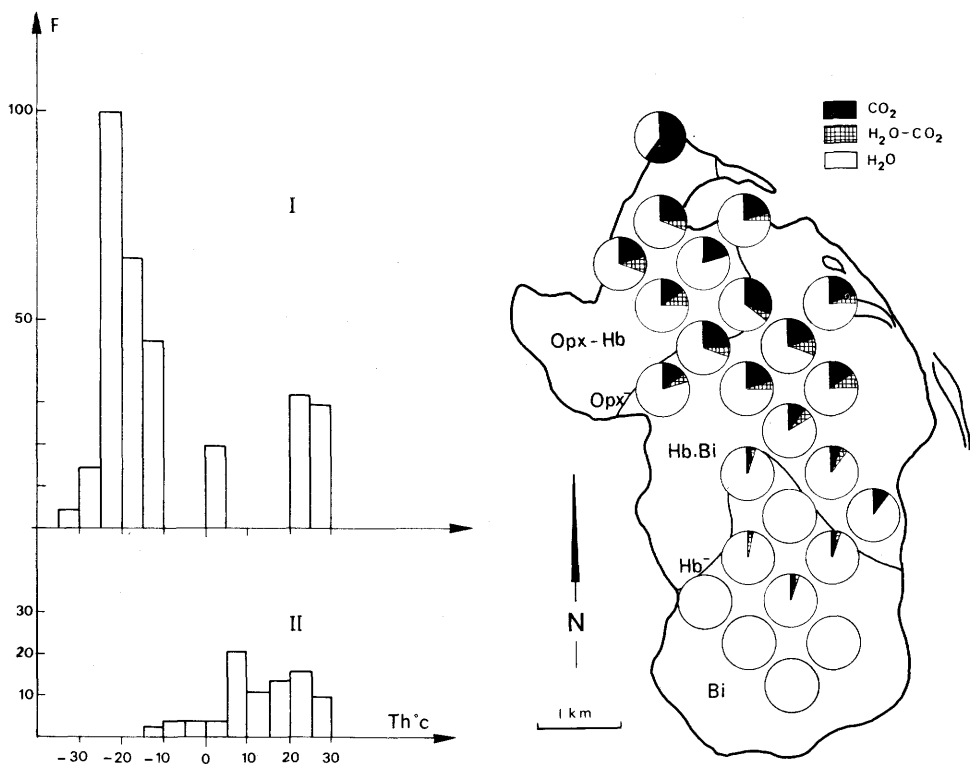 F
100
50
I
30
20
10
II
Th°c
-30 -20 -10 0 10 20 30
CO₂
H₂O-CO₂
H₂O
Opx-Hb
Opx⁻
Hb.Bi
Hb⁻
Bi
N
1 km